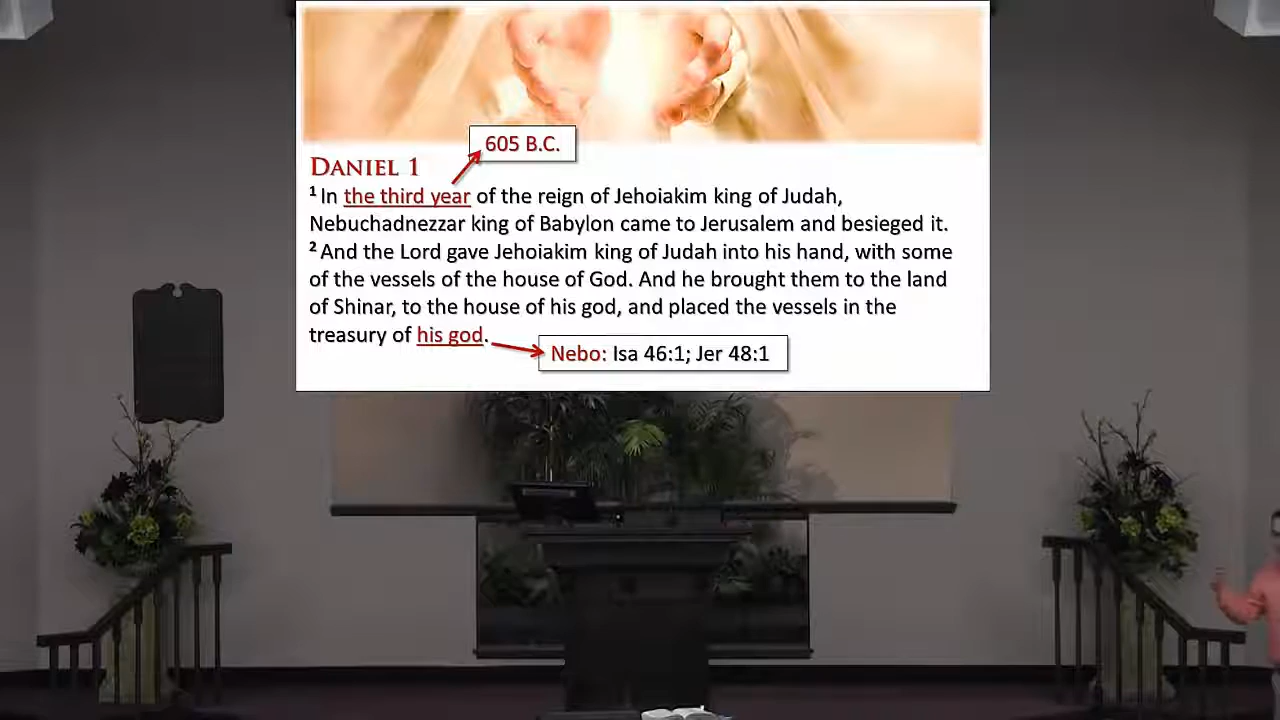 605 B.C.
DANIEL 1
1 In the third year of the reign of Jehoiakim king of Judah,
Nebuchadnezzar king of Babylon came to Jerusalem and besieged it.
2 And the Lord gave Jehoiakim king of Judah into his hand, with some
of the vessels of the house of God. And he brought them to the land
of Shinar, to the house of his god, and placed the vessels in the
treasury of his god.
Nebo: Isa 46:1; Jer 48:1